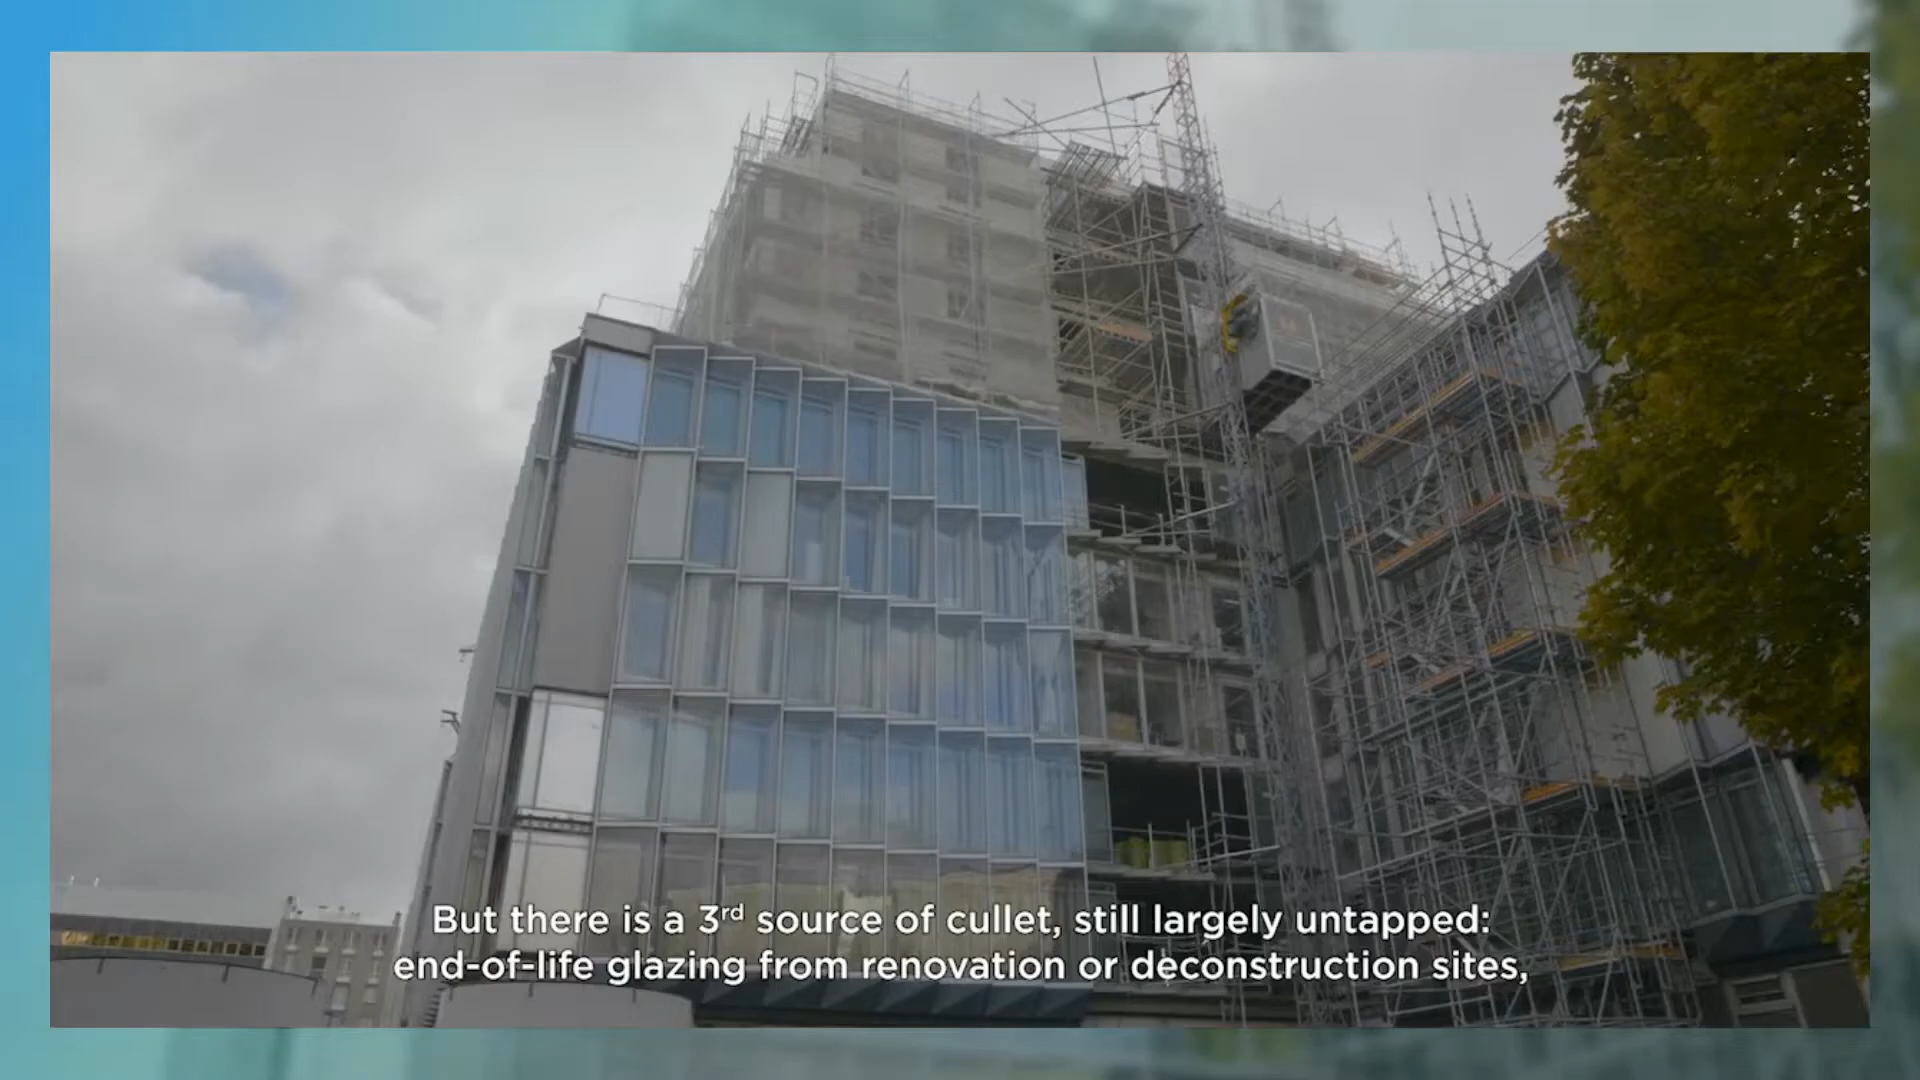 But there is a 3rd source of cullet, still largely untapped:
end-of-life glazing from renovation or deconstruction sites,